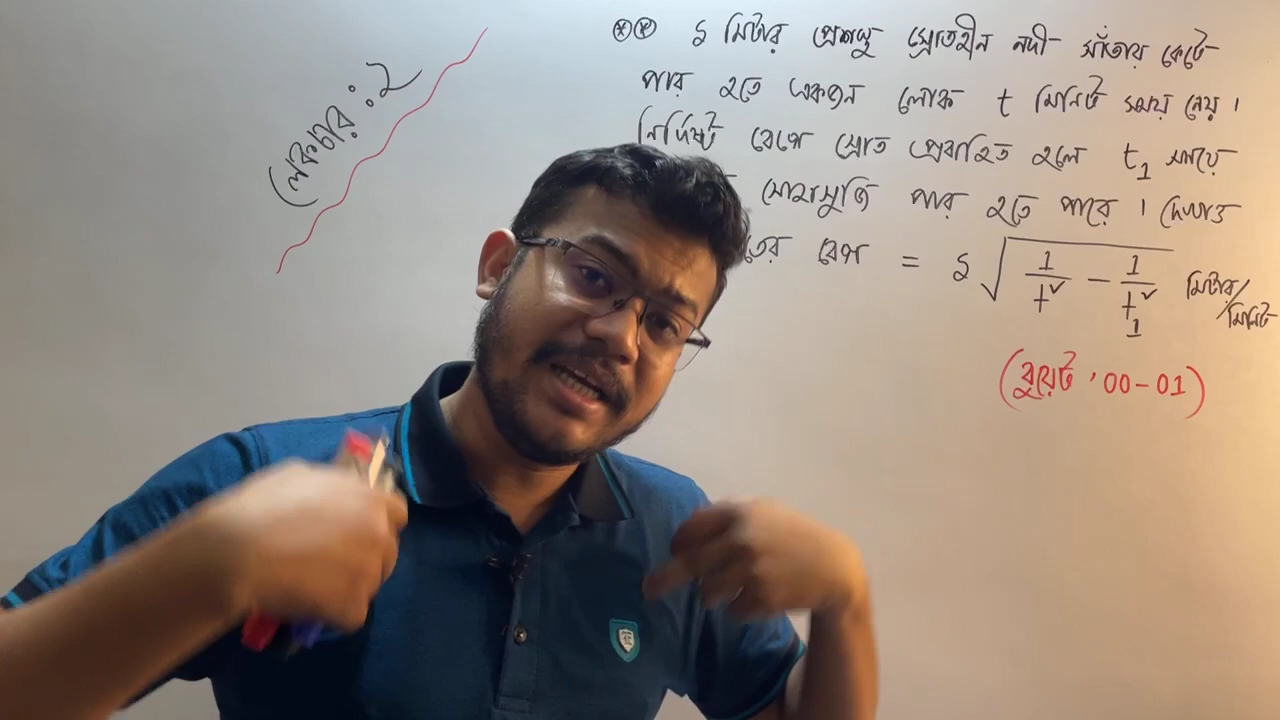 লেকচার: 2
১ মিটার প্রশস্ত স্রোতহীন নদী সাঁতার কেটে
পার হতে একজন লোক t মিনিট সময় নেয়।
নির্দিষ্ট বেগে স্রোত প্রবাহিত হলে t₁ সময়ে
সোজাসুজি পার হতে পারে। দেখাও
বেগ = ১√(1/t² − 1/t₁²) মিটার/মিনিট
(বুয়েট '00-01)